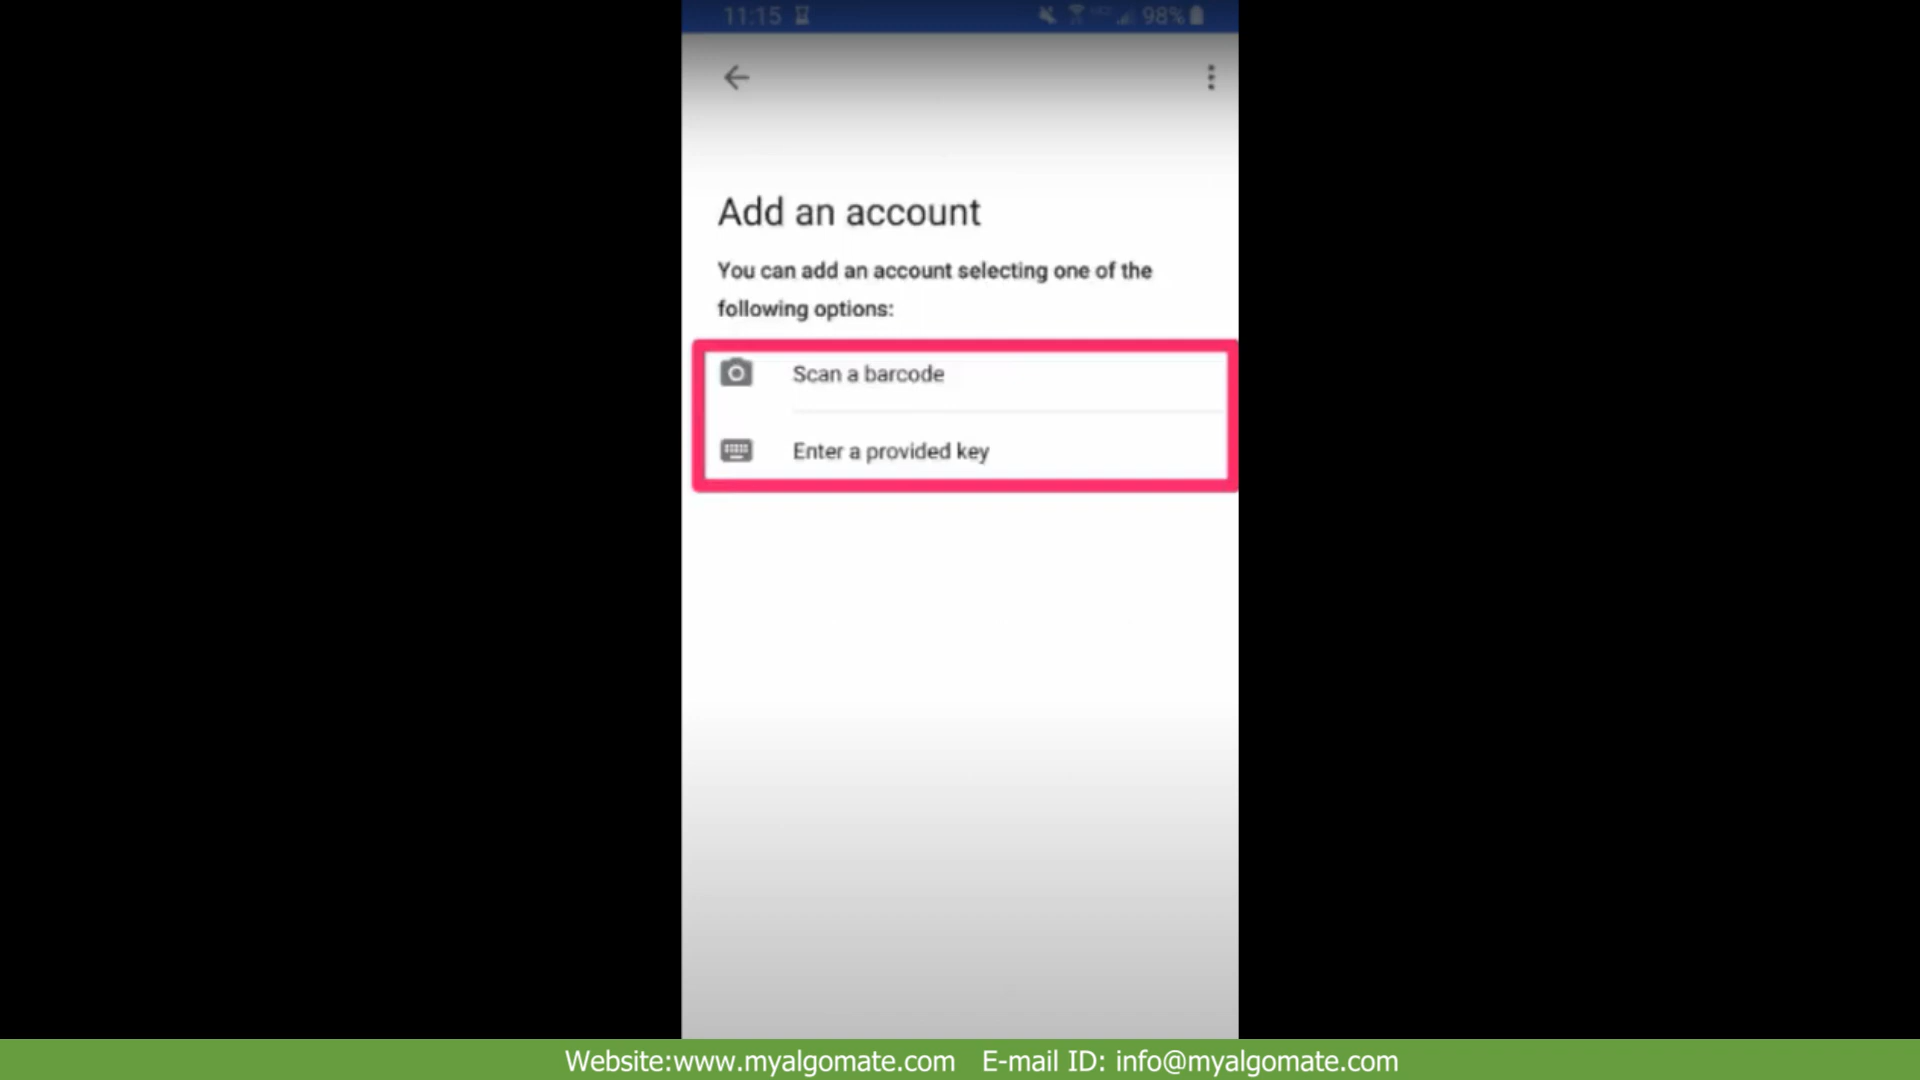 11:15 98%
Add an account
You can add an account selecting one of the
following options:
Scan a barcode
Enter a provided key
Website:www.myalgomate.com E-mail ID: info@myalgomate.com